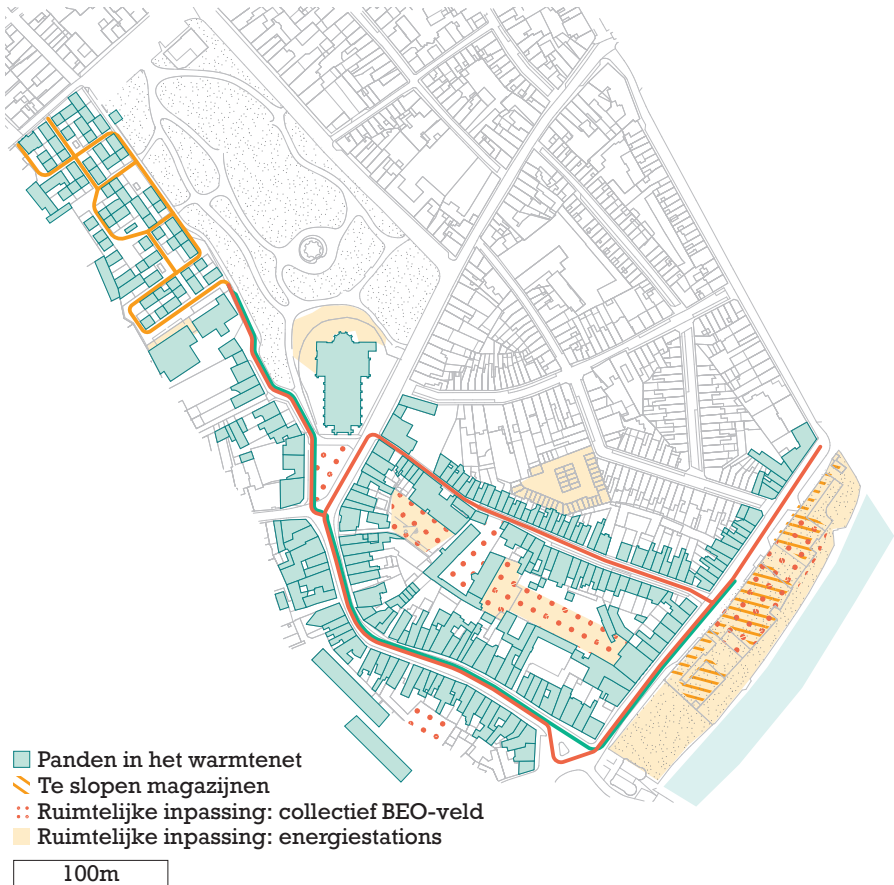 Panden in het warmtenet
Te slopen magazijnen
Ruimtelijke inpassing: collectief BEO-veld
Ruimtelijke inpassing: energiestations
100m